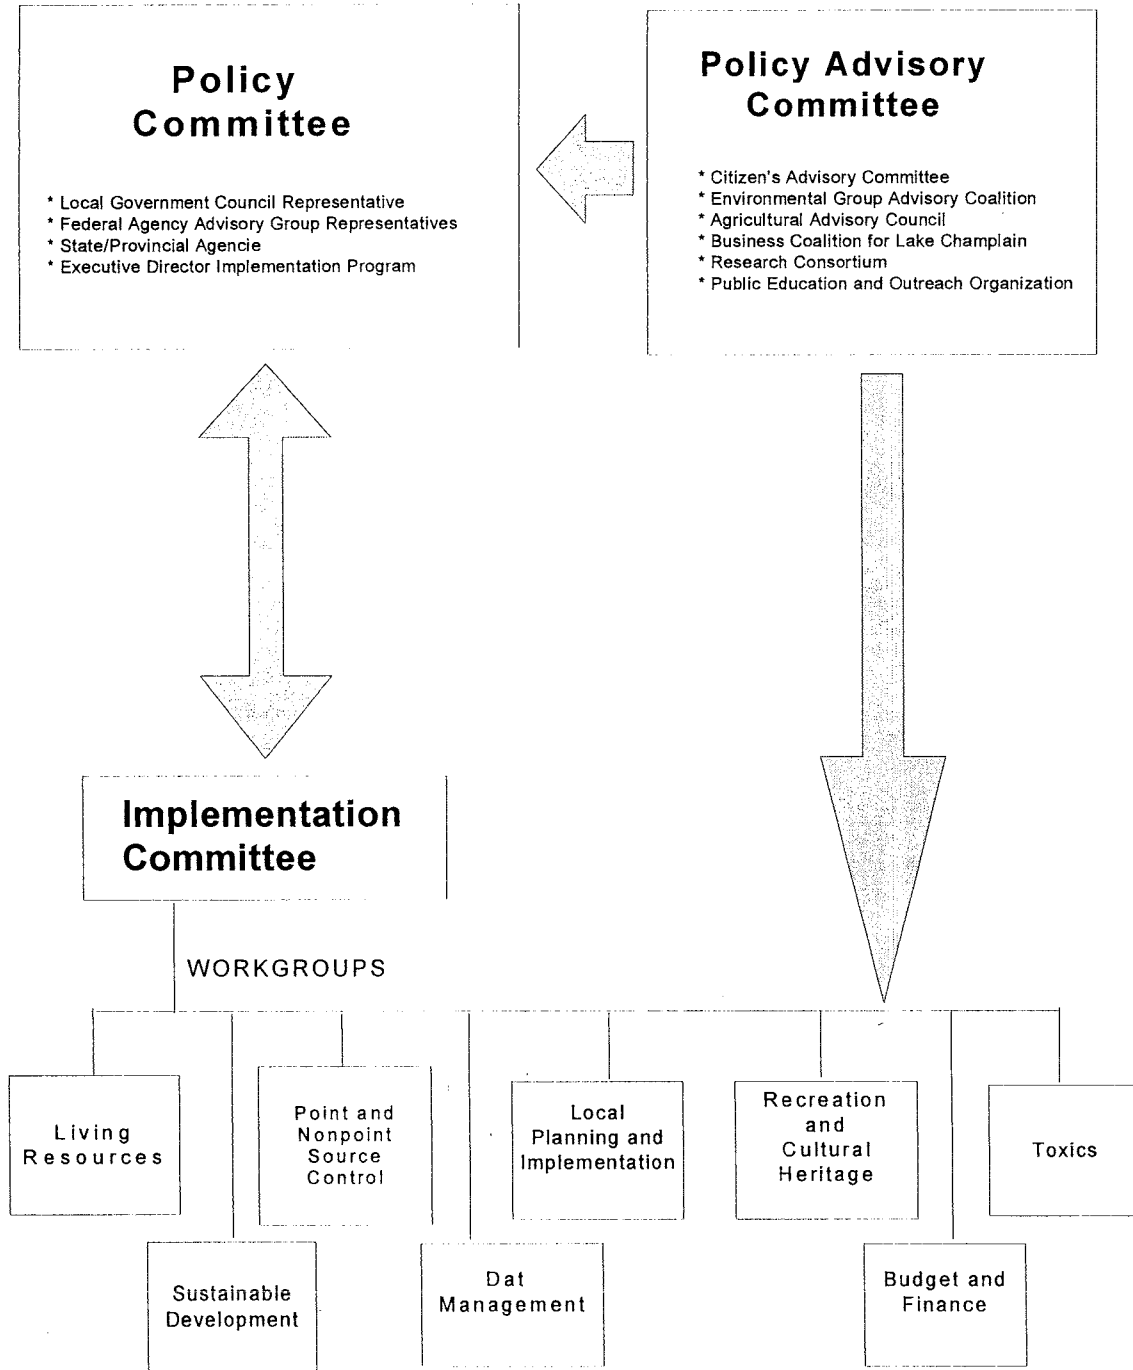 Policy
Committee
* Local Government Council Representative
* Federal Agency Advisory Group Representatives
* State/Provincial Agencie
* Executive Director Implementation Program
Policy Advisory
Committee
* Citizen's Advisory Committee
* Environmental Group Advisory Coalition
* Agricultural Advisory Council
* Business Coalition for Lake Champlain
* Research Consortium
* Public Education and Outreach Organization
Implementation
Committee
WORKGROUPS
Living
Resources
Point and
Nonpoint
Source
Control
Local
Planning and
Implementation
Recreation
and
Cultural
Heritage
Toxics
Sustainable
Development
Dat
Management
Budget and
Finance